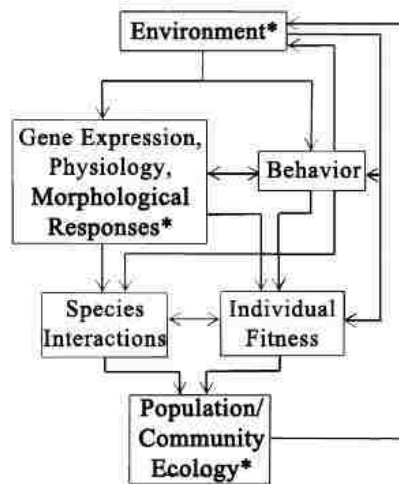 Environment*
Gene Expression,
Physiology,
Morphological
Responses*
Behavior
Species
Interactions
Individual
Fitness
Population/
Community
Ecology*